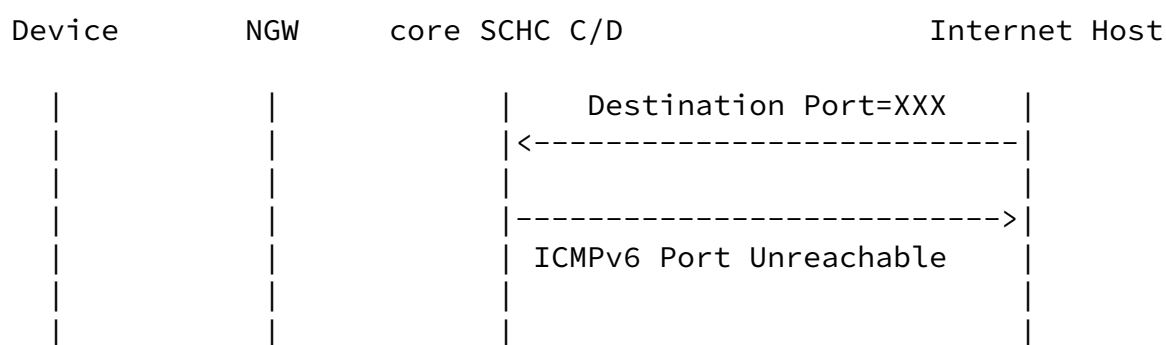 Device NGW core SCHC C/D Internet Host
Destination Port=XXX
ICMPv6 Port Unreachable